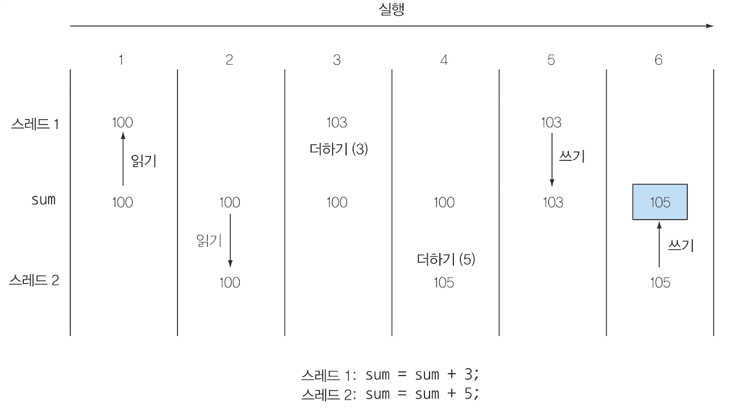 실행
1 2 3 4 5 6
스레드 1 100 103 103
더하기 (3)
읽기 쓰기
sum 100 100 100 100 103 105
읽기 더하기 (5) 쓰기
스레드 2 100 105 105
스레드 1: sum = sum + 3;
스레드 2: sum = sum + 5;